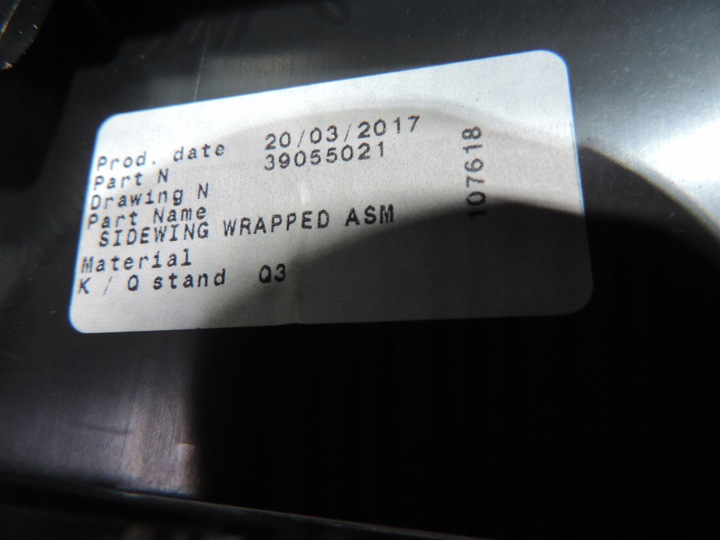 Prod. date 20/03/2017
Part N 39055021
Drawing N
Part Name
SIDEWING WRAPPED ASM
Material
K / Q stand Q3
107618